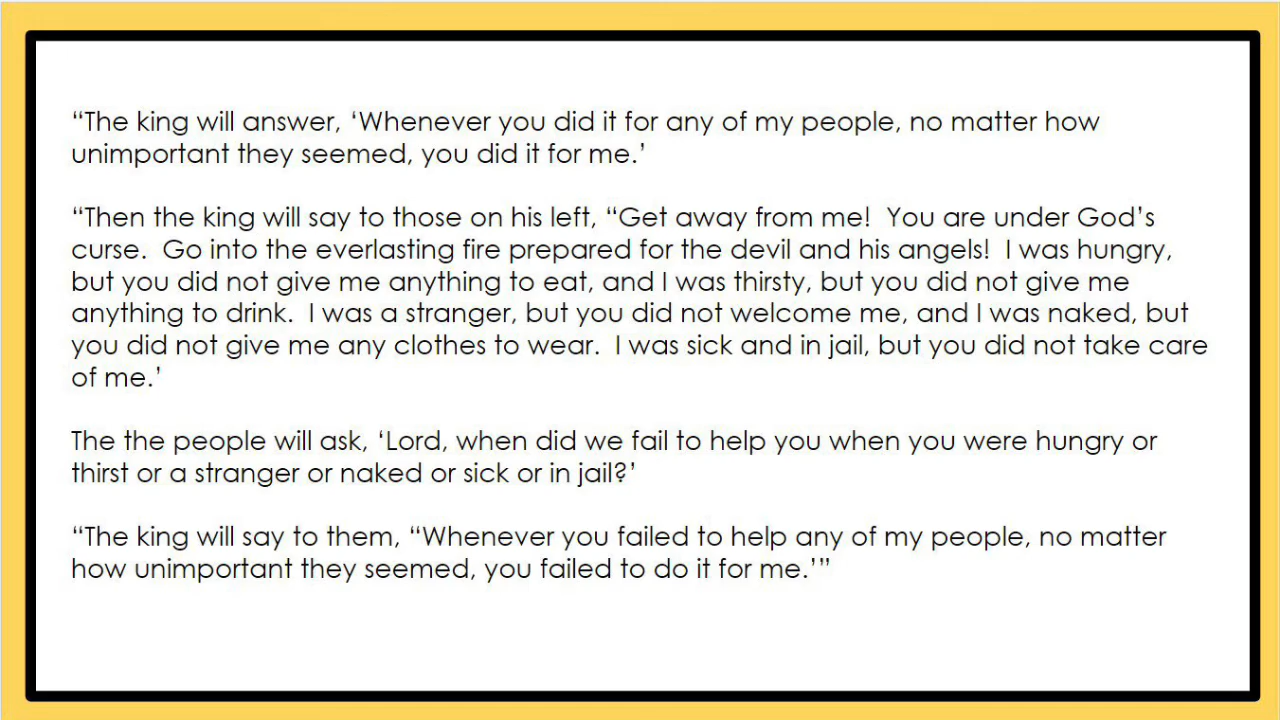 “The king will answer, ‘Whenever you did it for any of my people, no matter how
unimportant they seemed, you did it for me.’
“Then the king will say to those on his left, “Get away from me!  You are under God’s
curse.  Go into the everlasting fire prepared for the devil and his angels!  I was hungry,
but you did not give me anything to eat, and I was thirsty, but you did not give me
anything to drink.  I was a stranger, but you did not welcome me, and I was naked, but
you did not give me any clothes to wear.  I was sick and in jail, but you did not take care
of me.’
The the people will ask, ‘Lord, when did we fail to help you when you were hungry or
thirst or a stranger or naked or sick or in jail?’
“The king will say to them, “Whenever you failed to help any of my people, no matter
how unimportant they seemed, you failed to do it for me.’”